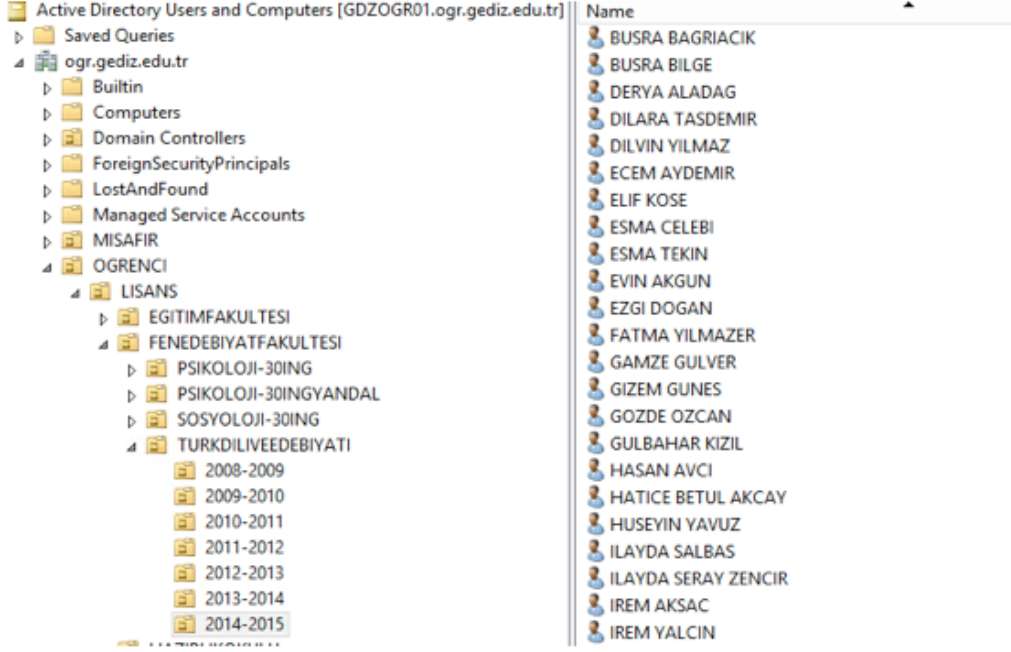 Active Directory Users and Computers [GDZOGR01.ogr.gediz.edu.tr]
Saved Queries
ogr.gediz.edu.tr
Builtin
Computers
Domain Controllers
ForeignSecurityPrincipals
LostAndFound
Managed Service Accounts
MISAFIR
OGRENCI
LISANS
EGITIMFAKULTESI
FENEDEBIYATFAKULTESI
PSIKOLOJI-30ING
PSIKOLOJI-30INGYANDAL
SOSYOLOJI-30ING
TURKDILIVEEDEBIYATI
2008-2009
2009-2010
2010-2011
2011-2012
2012-2013
2013-2014
2014-2015
Name
BUSRA BAGRIACIK
BUSRA BILGE
DERYA ALADAG
DILARA TASDEMIR
DILVIN YILMAZ
ECEM AYDEMIR
ELIF KOSE
ESMA CELEBI
ESMA TEKIN
EVIN AKGUN
EZGI DOGAN
FATMA YILMAZER
GAMZE GULVER
GIZEM GUNES
GOZDE OZCAN
GULBAHAR KIZIL
HASAN AVCI
HATICE BETUL AKCAY
HUSEYIN YAVUZ
ILAYDA SALBAS
ILAYDA SERAY ZENCIR
IREM AKSAC
IREM YALCIN